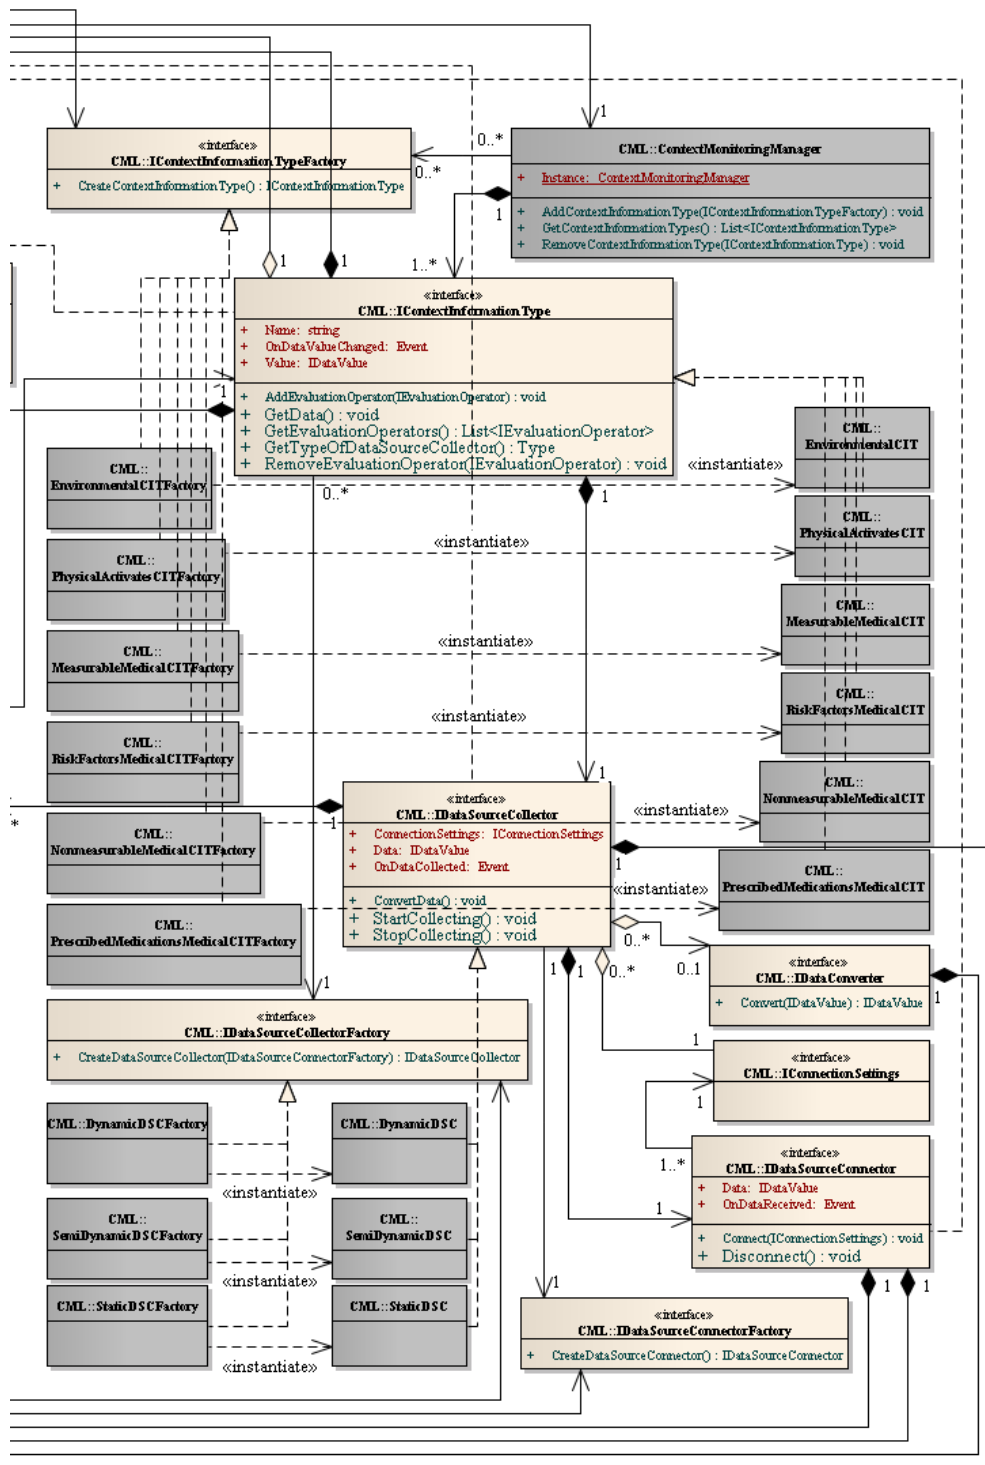 1
«interface»
CML::IContextInformationTypeFactory
+ CreateContextInformationType() : IContextInformationType
0..*
0..*
CML::ContextMonitoringManager
+ Instance: ContextMonitoringManager
+ AddContextInformationType(IContextInformationTypeFactory) : void
+ GetContextInformationTypes() : List<IContextInformationType>
+ RemoveContextInformationType(IContextInformationType) : void
1
1
1
1..*
«interface»
CML::IContextInformationType
+ Name: string
+ OnDataValueChanged: Event
+ Value: IDataValue
+ AddEvaluationOperator(IEvaluationOperator) : void
+ GetData() : void
+ GetEvaluationOperators() : List<IEvaluationOperator>
+ GetTypeOfDataSourceCollector() : Type
+ RemoveEvaluationOperator(IEvaluationOperator) : void
1
0..*
1
CML::
EnvironmentalCITFactory
«instantiate»
CML::
EnvironmentalCIT
CML::
PhysicalActivatesCITFactory
«instantiate»
CML::
PhysicalActivatesCIT
CML::
MeasurableMedicalCITFactory
«instantiate»
CML::
MeasurableMedicalCIT
CML::
RiskFactorsMedicalCITFactory
«instantiate»
CML::
RiskFactorsMedicalCIT
CML::
NonmeasurableMedicalCITFactory
«instantiate»
CML::
NonmeasurableMedicalCIT
CML::
PrescribedMedicationsMedicalCITFactory
«instantiate»
CML::
PrescribedMedicationsMedicalCIT
1
*
1
«interface»
CML::IDataSourceCollector
+ ConnectionSettings: IConnectionSettings
+ Data: IDataValue
+ OnDataCollected: Event
+ ConvertData() : void
+ StartCollecting() : void
+ StopCollecting() : void
1
0..*
0..1
1
1
0..*
«interface»
CML::IDataConverter
+ Convert(IDataValue) : IDataValue
1
1
«interface»
CML::IDataSourceCollectorFactory
+ CreateDataSourceCollector(IDataSourceConnectorFactory) : IDataSourceCollector
1
«interface»
CML::IConnectionSettings
1
1..*
CML::DynamicDSCFactory
CML::DynamicDSC
«instantiate»
«interface»
CML::IDataSourceConnector
+ Data: IDataValue
+ OnDataReceived: Event
+ Connect(IConnectionSettings) : void
+ Disconnect() : void
1
1
1
CML::
SemiDynamicDSCFactory
CML::
SemiDynamicDSC
«instantiate»
CML::StaticDSCFactory
CML::StaticDSC
«instantiate»
1
«interface»
CML::IDataSourceConnectorFactory
+ CreateDataSourceConnector() : IDataSourceConnector